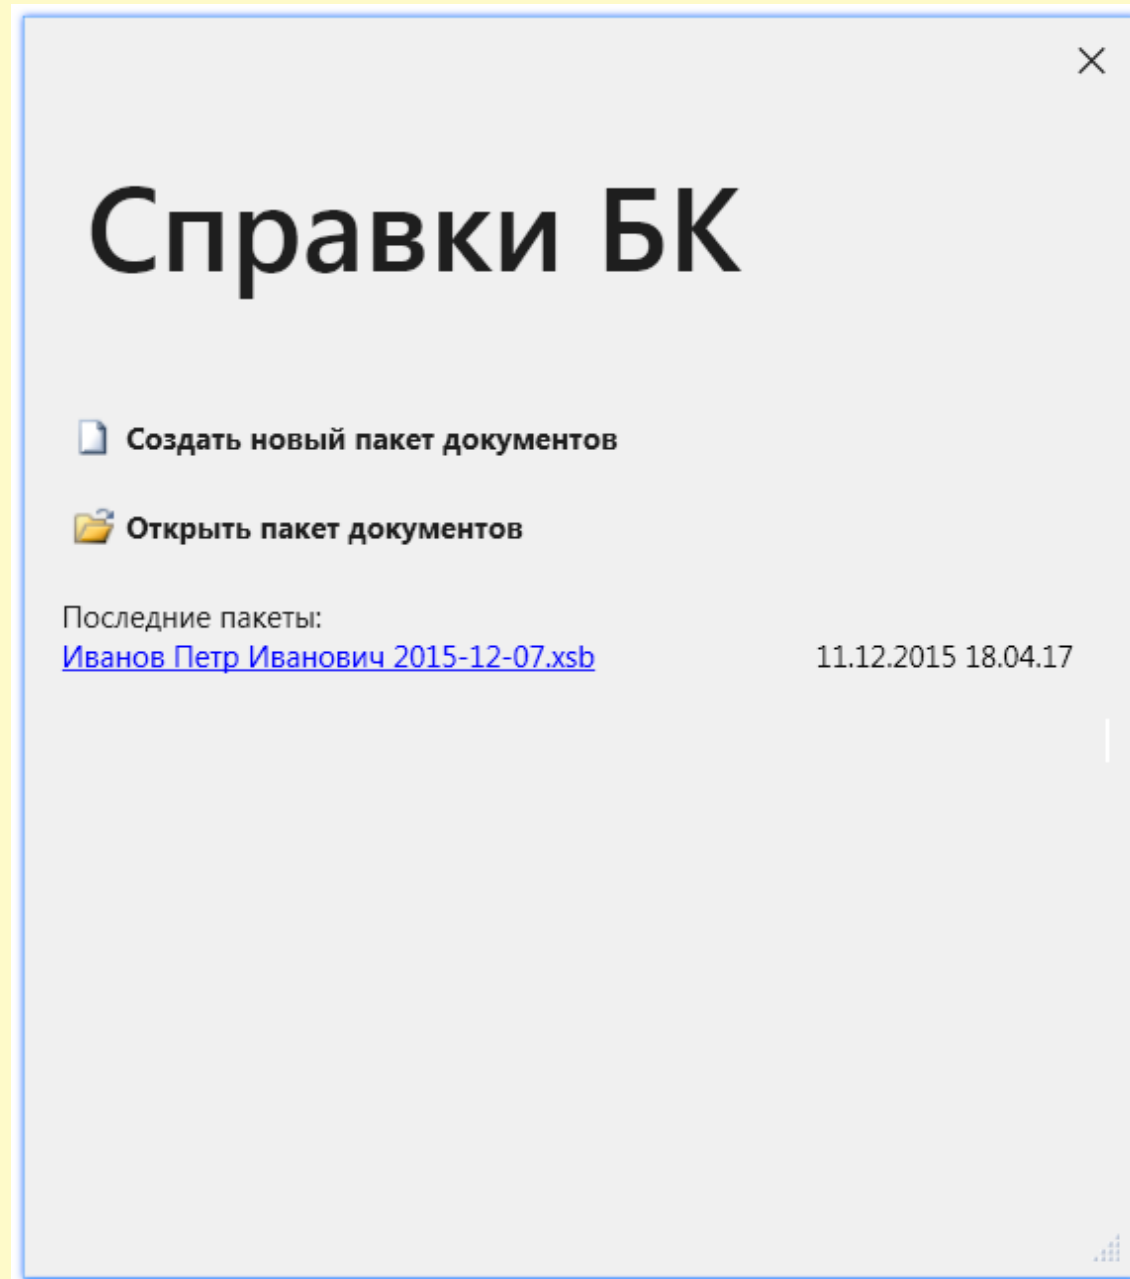 Справки БК
Создать новый пакет документов
Открыть пакет документов
Последние пакеты:
Иванов Петр Иванович 2015-12-07.xsb 11.12.2015 18.04.17